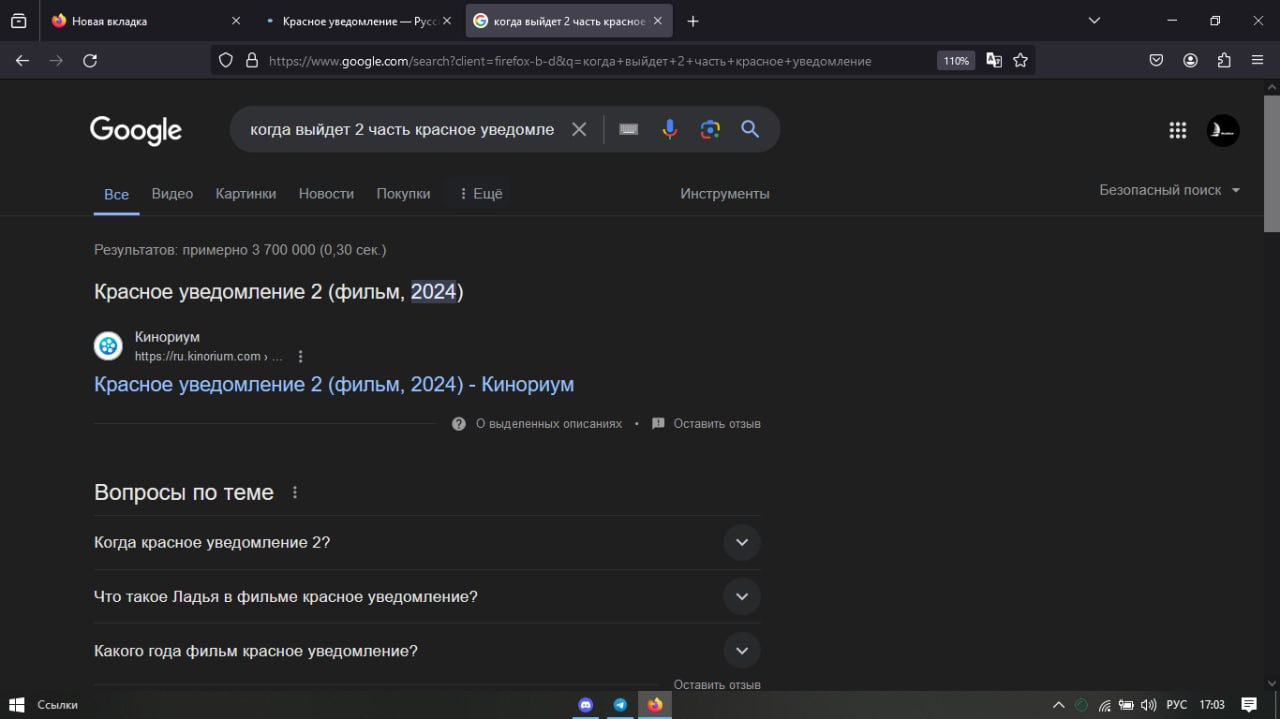 Новая вкладка
Красное уведомление — Русс
когда выйдет 2 часть красное
https://www.google.com/search?client=firefox-b-d&q=когда+выйдет+2+часть+красное+уведомление
110%
Google
когда выйдет 2 часть красное уведомле
Все Видео Картинки Новости Покупки Ещё Инструменты Безопасный поиск
Результатов: примерно 3 700 000 (0,30 сек.)
Красное уведомление 2 (фильм, 2024)
Кинориум
https://ru.kinorium.com › ...
Красное уведомление 2 (фильм, 2024) - Кинориум
О выделенных описаниях • Оставить отзыв
Вопросы по теме
Когда красное уведомление 2?
Что такое Ладья в фильме красное уведомление?
Какого года фильм красное уведомление?
Оставить отзыв
Ссылки РУС 17:03